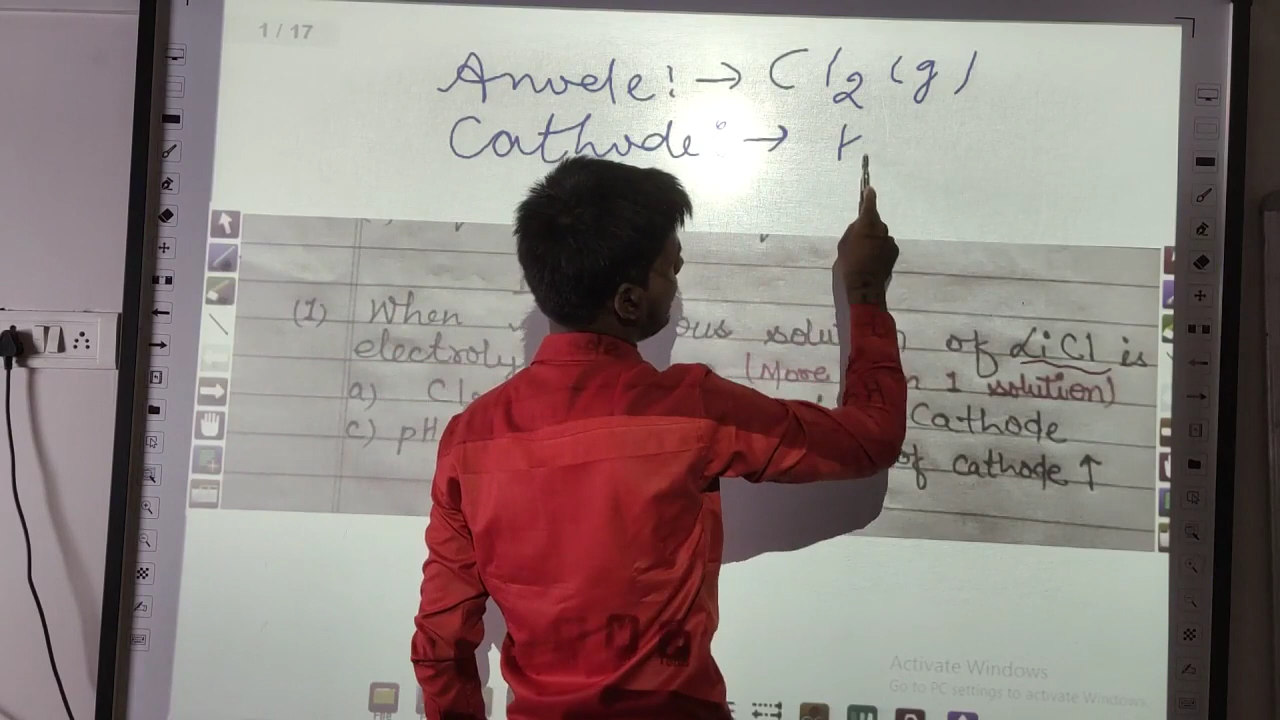 1 / 17
Anode: → Cl2 (g)
Cathode: →
(1) When solu of LiCl is
electroly (More n 1 solution)
a) Cl Cathode
c) pH of cathode ↑
Activate Windows
Go to PC settings to activate Windows.